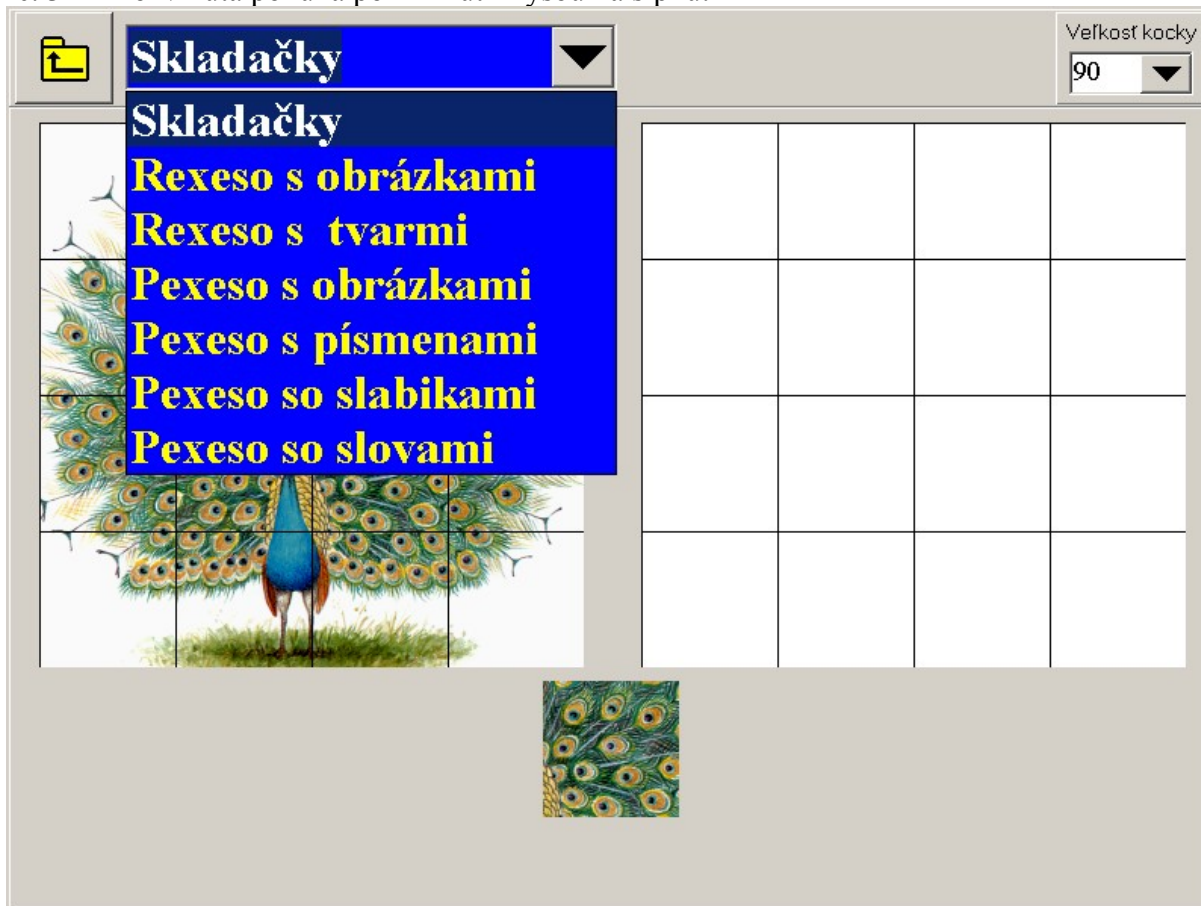 Skladačky
Veľkosť kocky
90
Skladačky
Rexeso s obrázkami
Rexeso s tvarmi
Pexeso s obrázkami
Pexeso s písmenami
Pexeso so slabikami
Pexeso so slovami